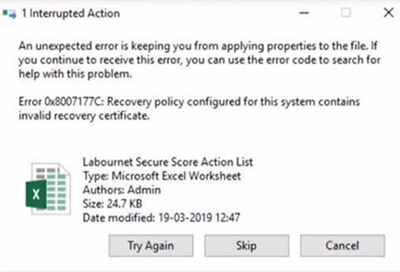 1 Interrupted Action
An unexpected error is keeping you from applying properties to the file. If
you continue to receive this error, you can use the error code to search for
help with this problem.
Error 0x8007177C: Recovery policy configured for this system contains
invalid recovery certificate.
Labournet Secure Score Action List
Type: Microsoft Excel Worksheet
Authors: Admin
Size: 24.7 KB
Date modified: 19-03-2019 12:47
Try Again Skip Cancel